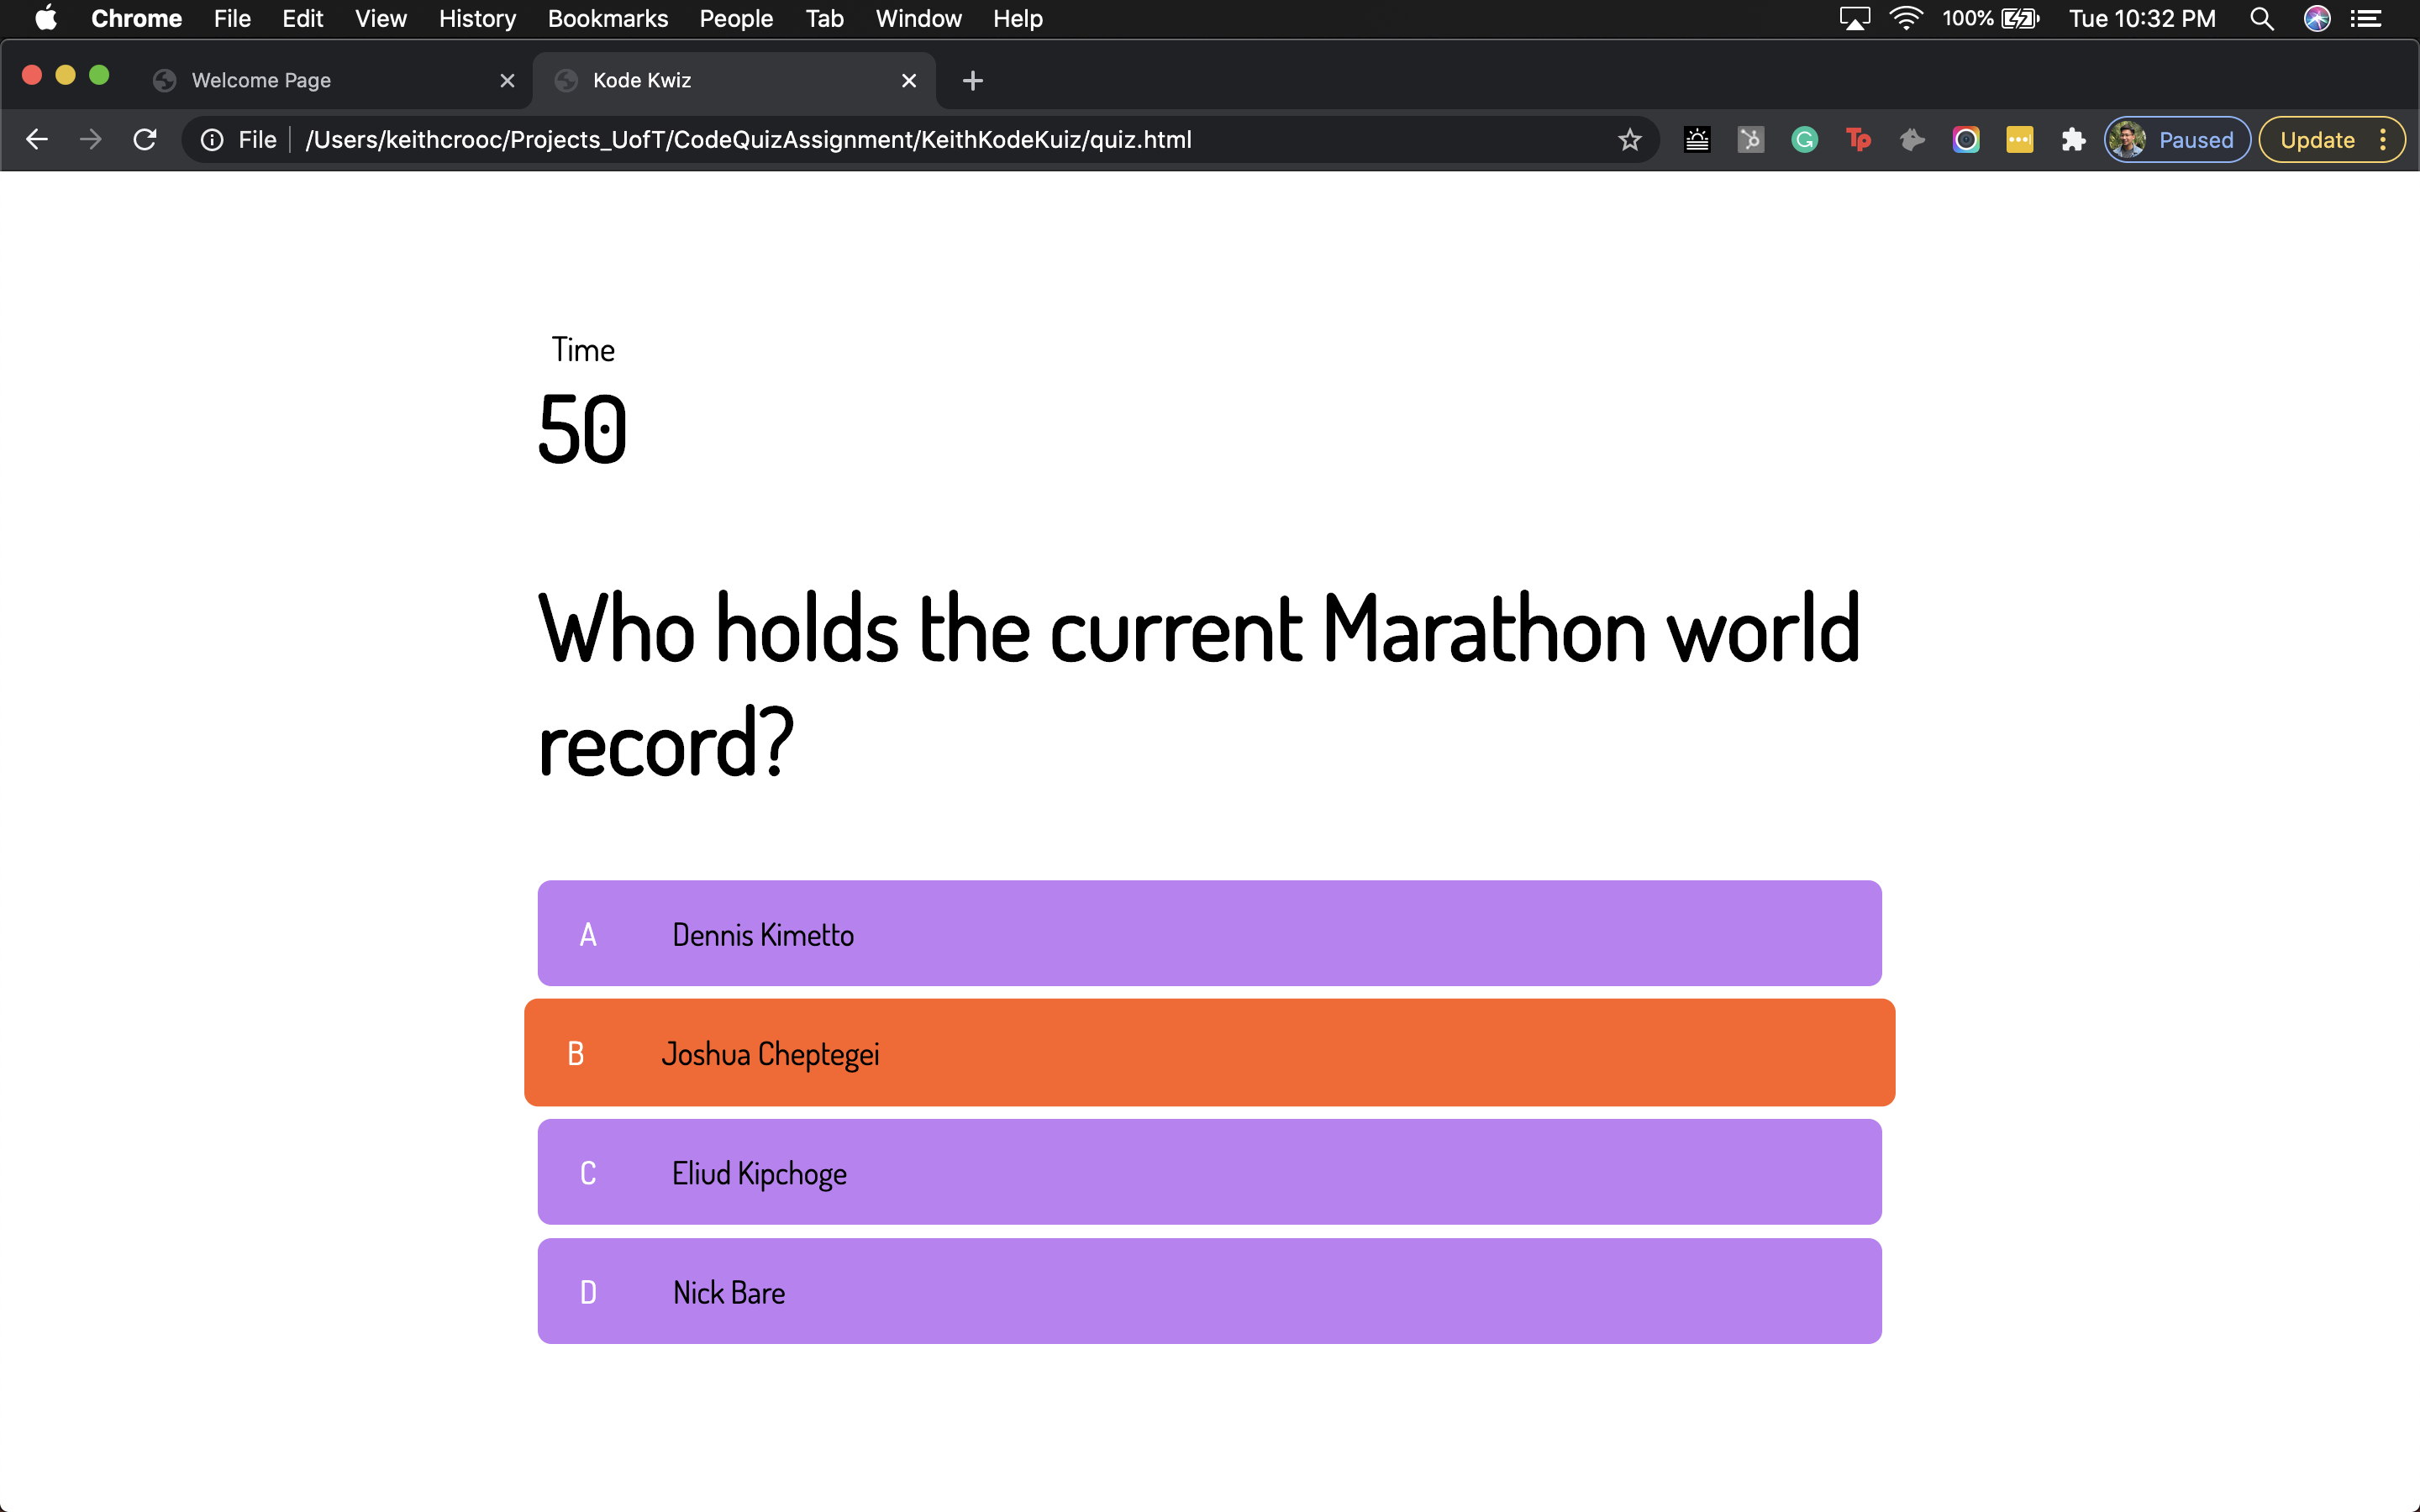 Chrome File Edit View History Bookmarks People Tab Window Help 100% Tue 10:32 PM
Welcome Page Kode Kwiz
File /Users/keithcrooc/Projects_UofT/CodeQuizAssignment/KeithKodeKuiz/quiz.html G Tp Paused Update
Time
50
Who holds the current Marathon world
record?
A Dennis Kimetto
B Joshua Cheptegei
C Eliud Kipchoge
D Nick Bare